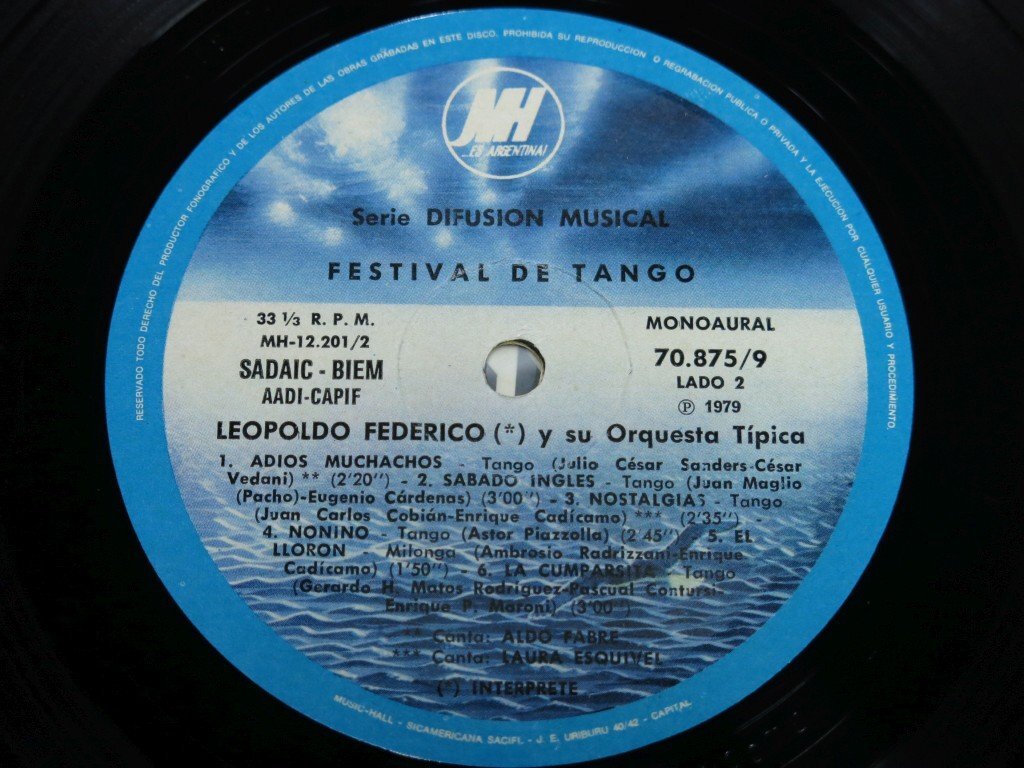 RESERVADO TODO DERECHO DEL PRODUCTOR FONOGRAFICO Y DE LOS AUTORES DE LAS OBRAS GRABADAS EN ESTE DISCO. PROHIBIDA SU REPRODUCCION O REGRABACION PUBLICA O PRIVADA Y LA EJECUCION POR CUALQUIER USUARIO Y PROCEDIMIENTO.
MH
...ES ARGENTINA!
Serie DIFUSION MUSICAL
FESTIVAL DE TANGO
33 ⅓ R. P. M.
MH-12.201/2
SADAIC - BIEM
AADI-CAPIF
MONOAURAL
70.875/9
LADO 2
℗ 1979
LEOPOLDO FEDERICO (*) y su Orquesta Típica
1. ADIOS MUCHACHOS - Tango (Julio César Sanders-César
Vedani) ** (2'20") - 2. SABADO INGLES - Tango (Juan Maglio
(Pacho)-Eugenio Cárdenas) (3'00") - 3. NOSTALGIAS - Tango
(Juan Carlos Cobián-Enrique Cadícamo) *** (2'35") -
4. NONINO - Tango (Astor Piazzolla) (2'45") 5. EL
LLORON - Milonga (Ambrosio Radrizzani-Enrique
Cadícamo) (1'50") - 6. LA CUMPARSITA - Tango
(Gerardo H. Matos Rodríguez-Pascual Contursi-
Enrique P. Maroni) (3'00")
** Canta: ALDO FABRE
*** Canta: LAURA ESQUIVEL
(*) INTERPRETE
MUSIC-HALL - SICAMERICANA SACIFI. - J. E. URIBURU 40/42 - CAPITAL